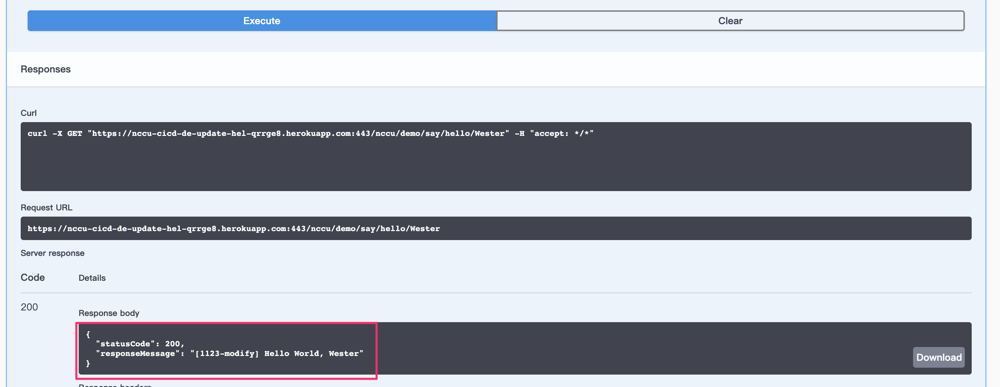 Execute
Clear
Responses
Curl
curl -X GET "https://nccu-cicd-de-update-hel-qrrge8.herokuapp.com:443/nccu/demo/say/hello/Wester" -H "accept: */*"
Request URL
https://nccu-cicd-de-update-hel-qrrge8.herokuapp.com:443/nccu/demo/say/hello/Wester
Server response
Code
Details
200
Response body
{
  "statusCode": 200,
  "responseMessage": "[1123-modify] Hello World, Wester"
}
Download
Response headers